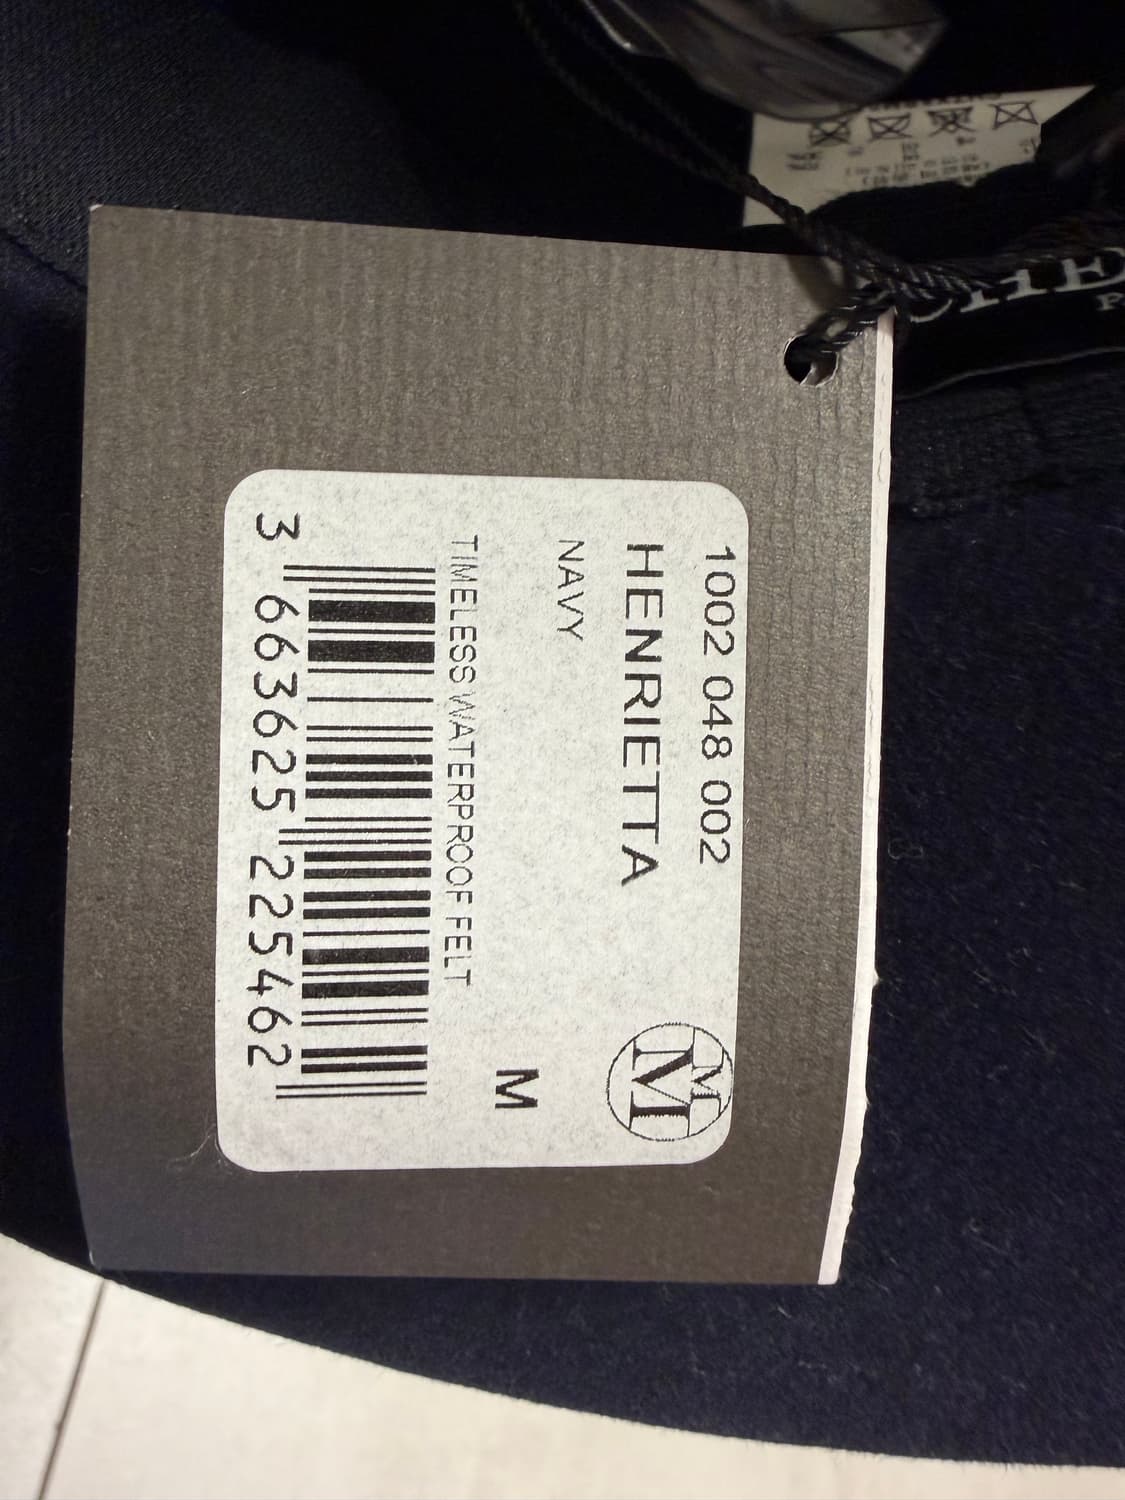 1002 048 002
HENRIETTA
NAVY
M
TIMELESS WATERPROOF FELT
3 663625 225462
M
M